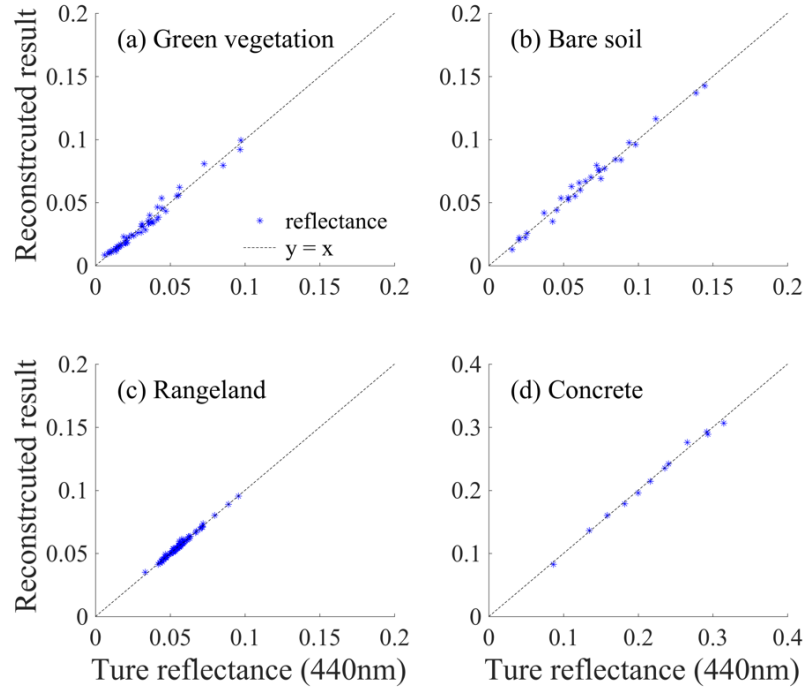 0.2
(a) Green vegetation
0.15
0.1
0.05
0
Reconstrcuted result
reflectance
y = x
0 0.05 0.1 0.15 0.2
0.2
(b) Bare soil
0.15
0.1
0.05
0
0 0.05 0.1 0.15 0.2
0.2
(c) Rangeland
0.15
0.1
0.05
0
Reconstrcuted result
0 0.05 0.1 0.15 0.2
Ture reflectance (440nm)
0.4
(d) Concrete
0.3
0.2
0.1
0
0 0.1 0.2 0.3 0.4
Ture reflectance (440nm)